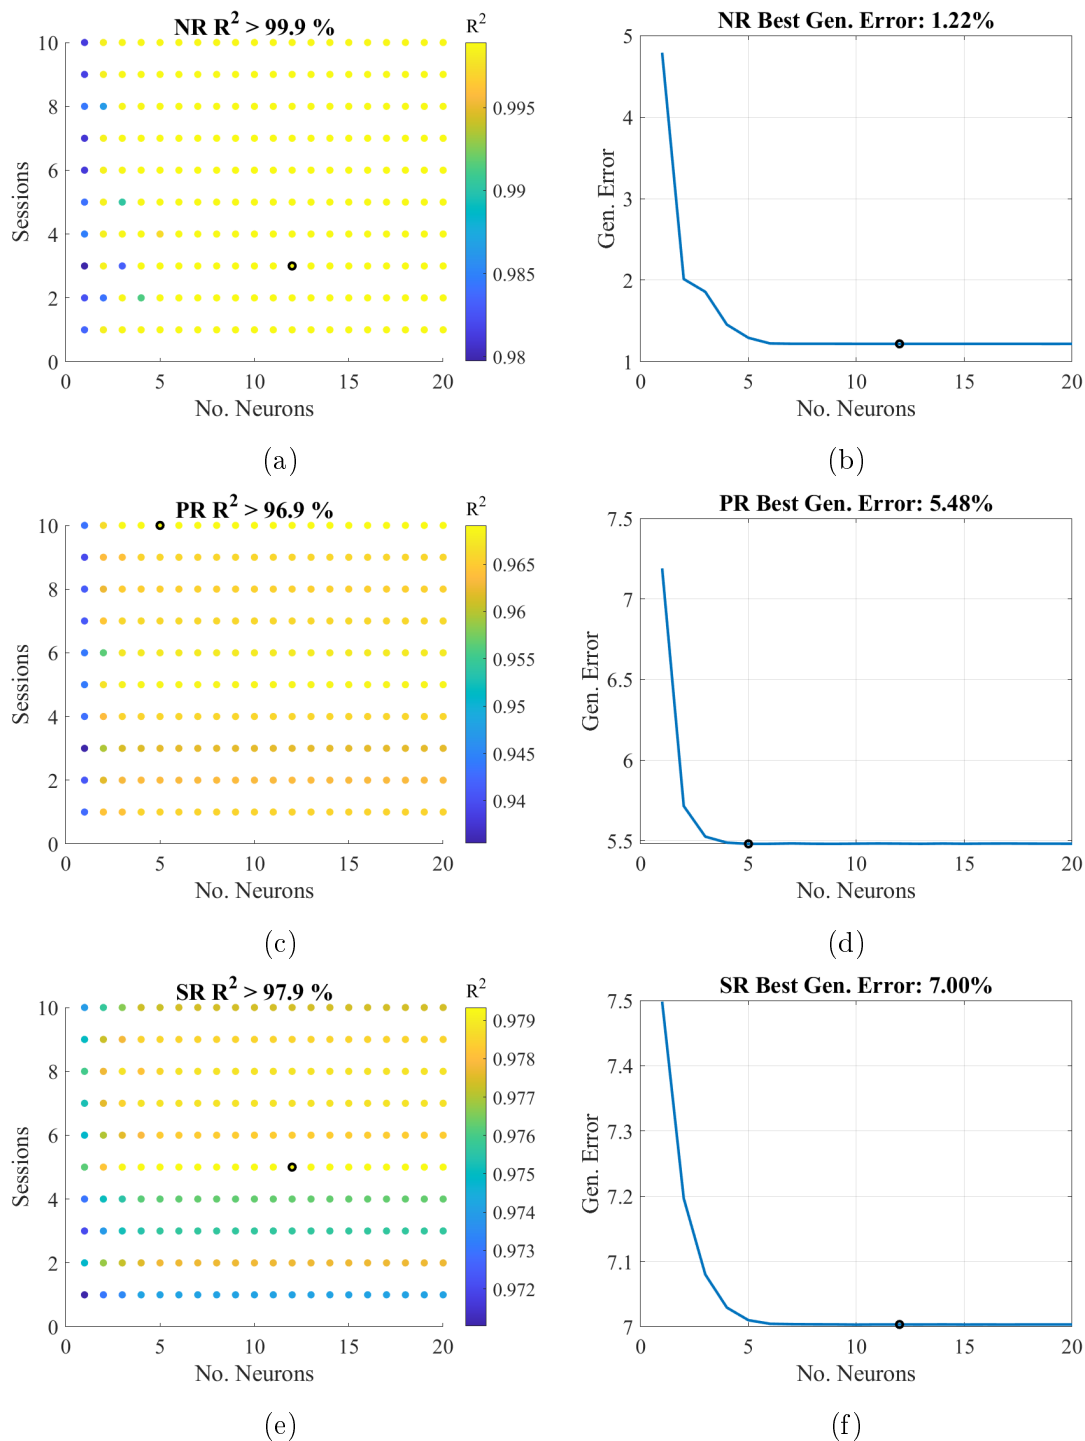 NR R² > 99.9 %
R²
10
8
6
4
2
0
Sessions
0 5 10 15 20
No. Neurons
0.995
0.99
0.985
0.98
(a)
NR Best Gen. Error: 1.22%
5
4
3
2
1
Gen. Error
0 5 10 15 20
No. Neurons
(b)
PR R² > 96.9 %
R²
10
8
6
4
2
0
Sessions
0 5 10 15 20
No. Neurons
0.965
0.96
0.955
0.95
0.945
0.94
(c)
PR Best Gen. Error: 5.48%
7.5
7
6.5
6
5.5
Gen. Error
0 5 10 15 20
No. Neurons
(d)
SR R² > 97.9 %
R²
10
8
6
4
2
0
Sessions
0 5 10 15 20
No. Neurons
0.979
0.978
0.977
0.976
0.975
0.974
0.973
0.972
(e)
SR Best Gen. Error: 7.00%
7.5
7.4
7.3
7.2
7.1
7
Gen. Error
0 5 10 15 20
No. Neurons
(f)